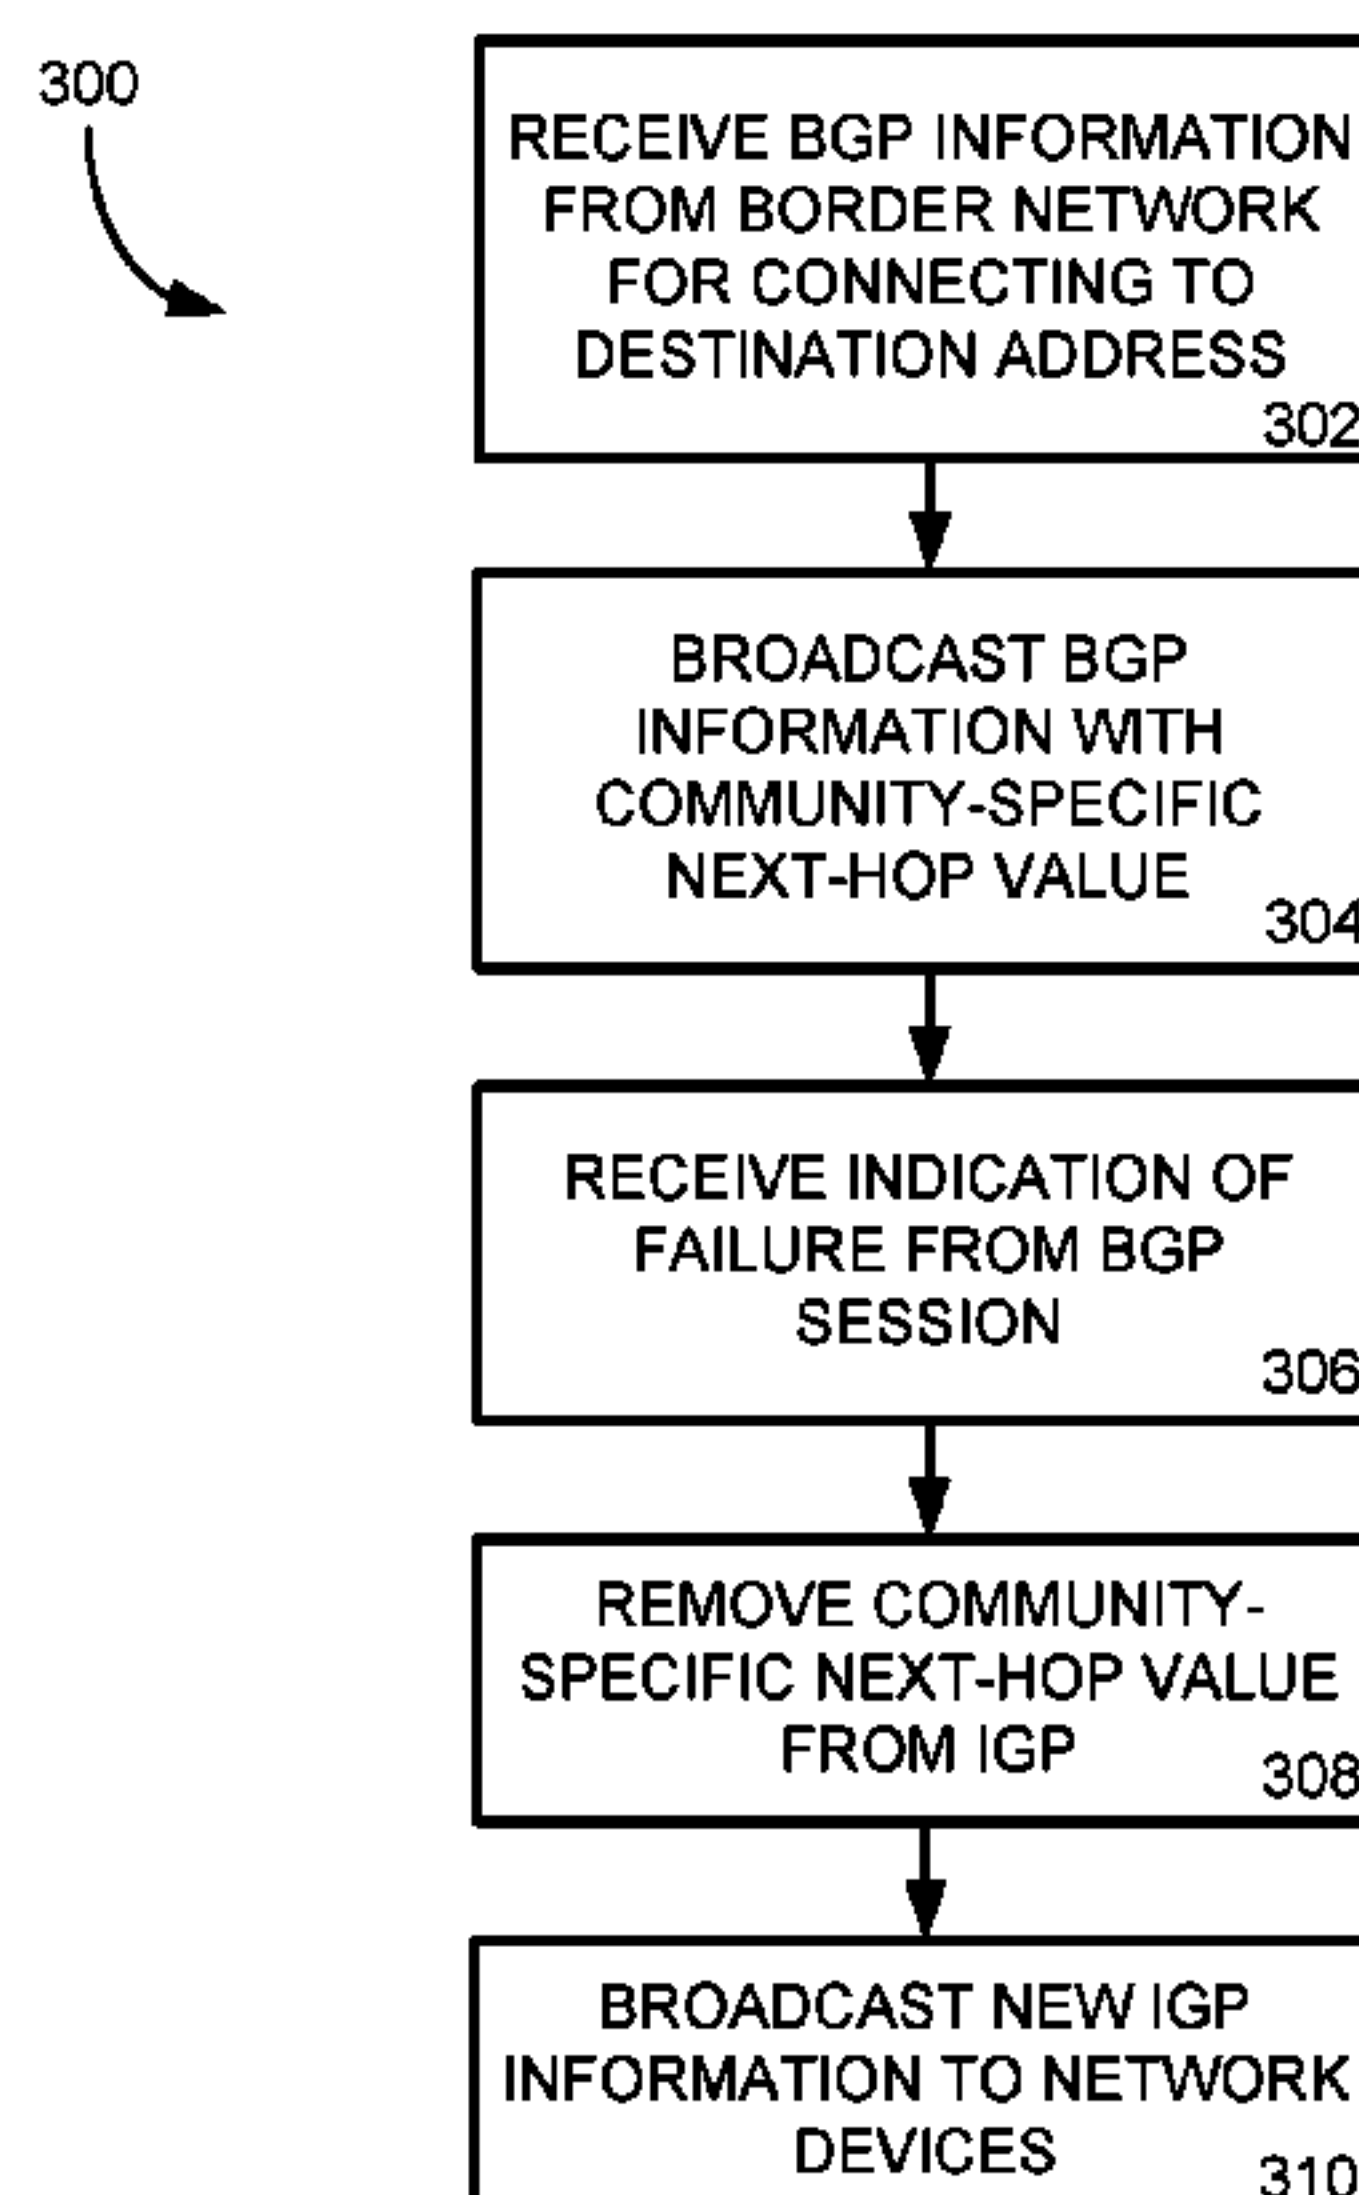 300
RECEIVE BGP INFORMATION
FROM BORDER NETWORK
FOR CONNECTING TO
DESTINATION ADDRESS
302
BROADCAST BGP
INFORMATION WITH
COMMUNITY-SPECIFIC
NEXT-HOP VALUE
304
RECEIVE INDICATION OF
FAILURE FROM BGP
SESSION
306
REMOVE COMMUNITY-
SPECIFIC NEXT-HOP VALUE
FROM IGP
308
BROADCAST NEW IGP
INFORMATION TO NETWORK
DEVICES
310